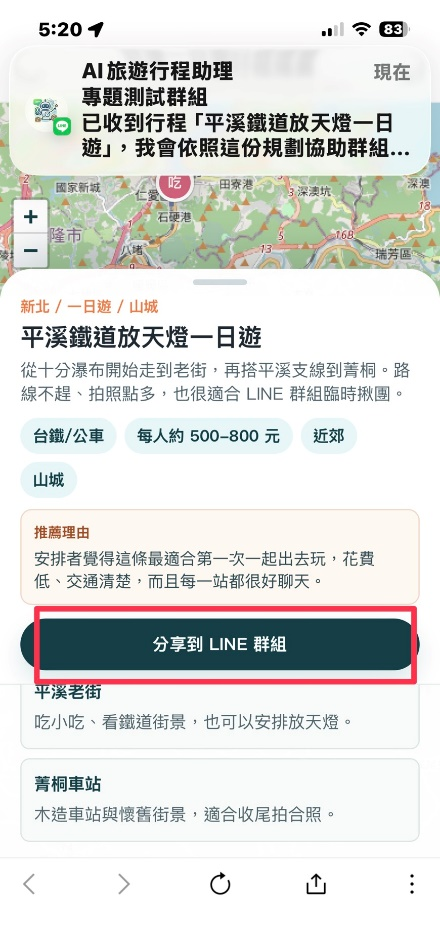 5:20
83
AI旅遊行程助理
現在
專題測試群組
已收到行程「平溪鐵道放天燈一日
遊」，我會依照這份規劃協助群組...
國家新城
仁愛
吃
田寮港
3 深澳坑
深澳
石硬港
+
−
隆市
八堵
13
16B
18
瑞芳區
新北 / 一日遊 / 山城
平溪鐵道放天燈一日遊
從十分瀑布開始走到老街，再搭平溪支線到菁桐。路
線不趕、拍照點多，也很適合 LINE 群組臨時揪團。
台鐵/公車
每人約 500–800 元
近郊
山城
推薦理由
安排者覺得這條最適合第一次一起出去玩，花費
低、交通清楚，而且每一站都很好聊天。
分享到 LINE 群組
平溪老街
吃小吃、看鐵道街景，也可以安排放天燈。
菁桐車站
木造車站與懷舊街景，適合收尾拍合照。